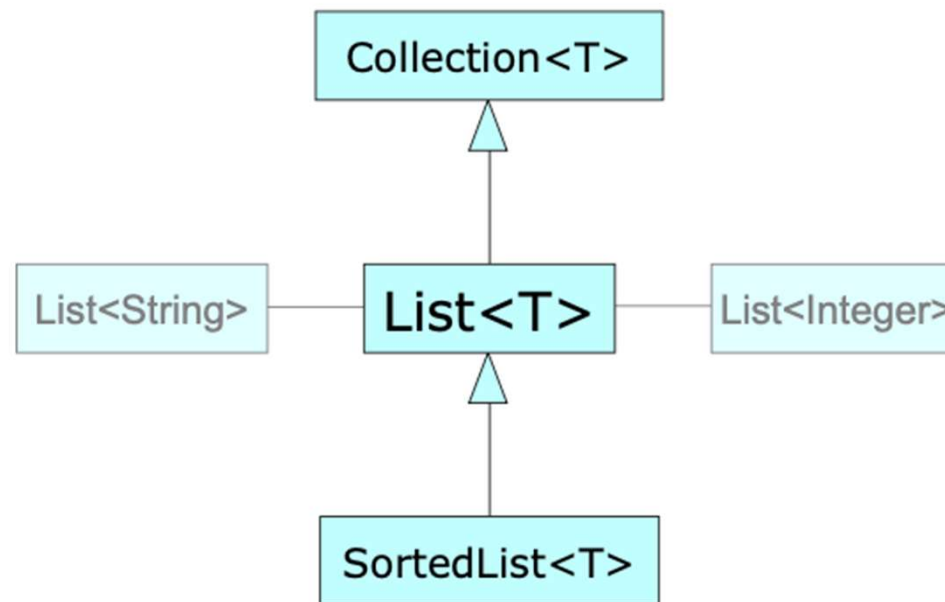 Collection<T>
List<String>
List<T>
List<Integer>
SortedList<T>